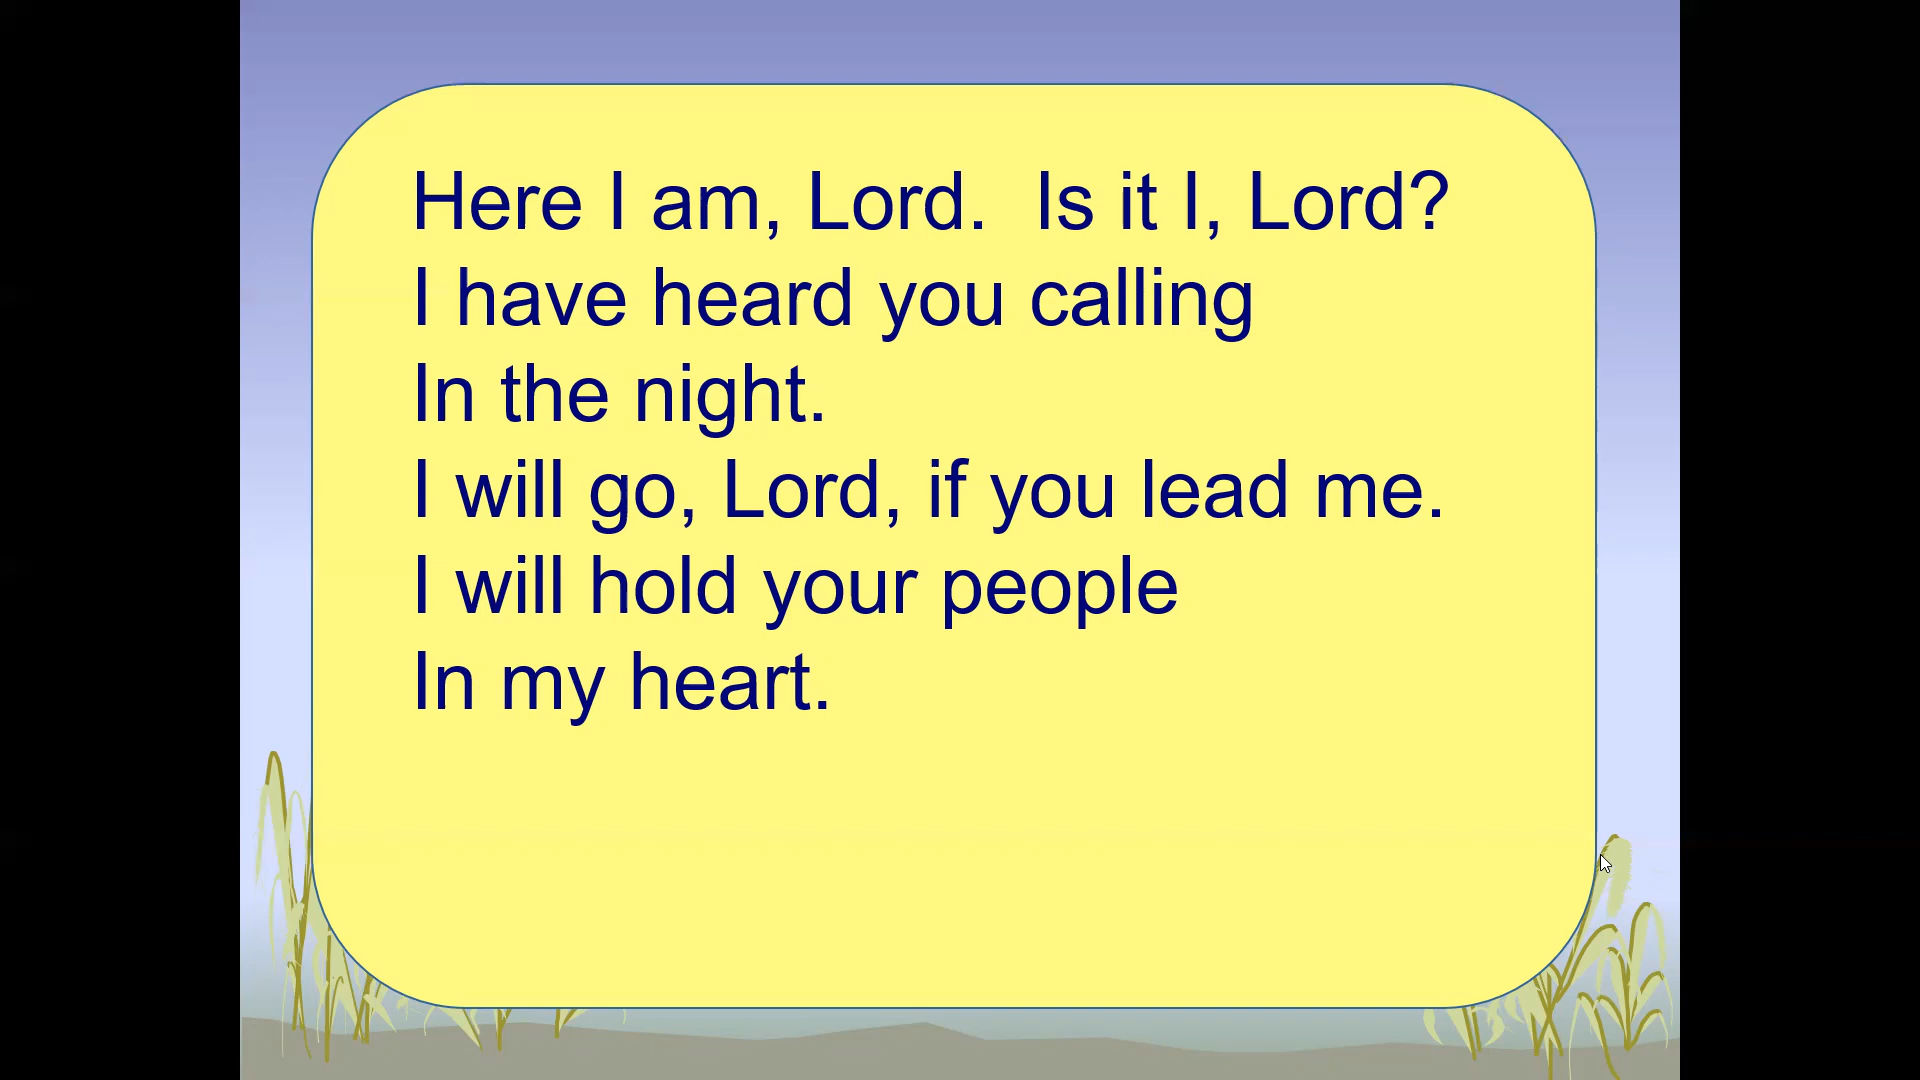 Here I am, Lord.  Is it I, Lord?
I have heard you calling
In the night.
I will go, Lord, if you lead me.
I will hold your people
In my heart.